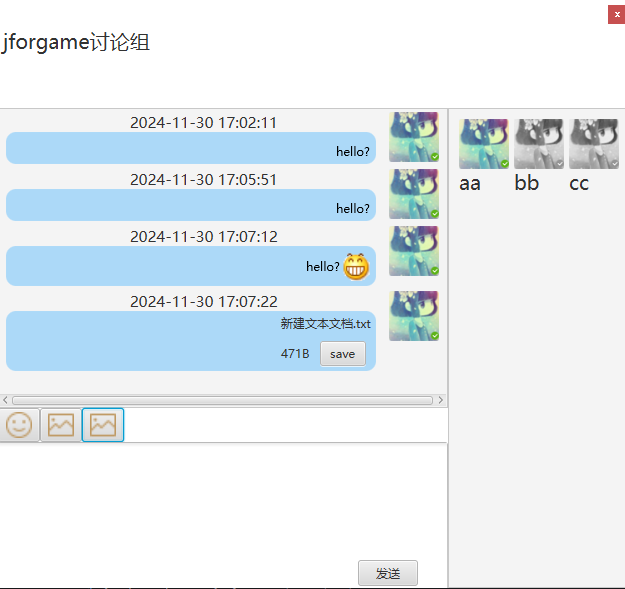 x
jforgame讨论组
2024-11-30 17:02:11
hello?
2024-11-30 17:05:51
hello?
2024-11-30 17:07:12
hello?
2024-11-30 17:07:22
新建文本文档.txt
471B save
aa bb cc
发送